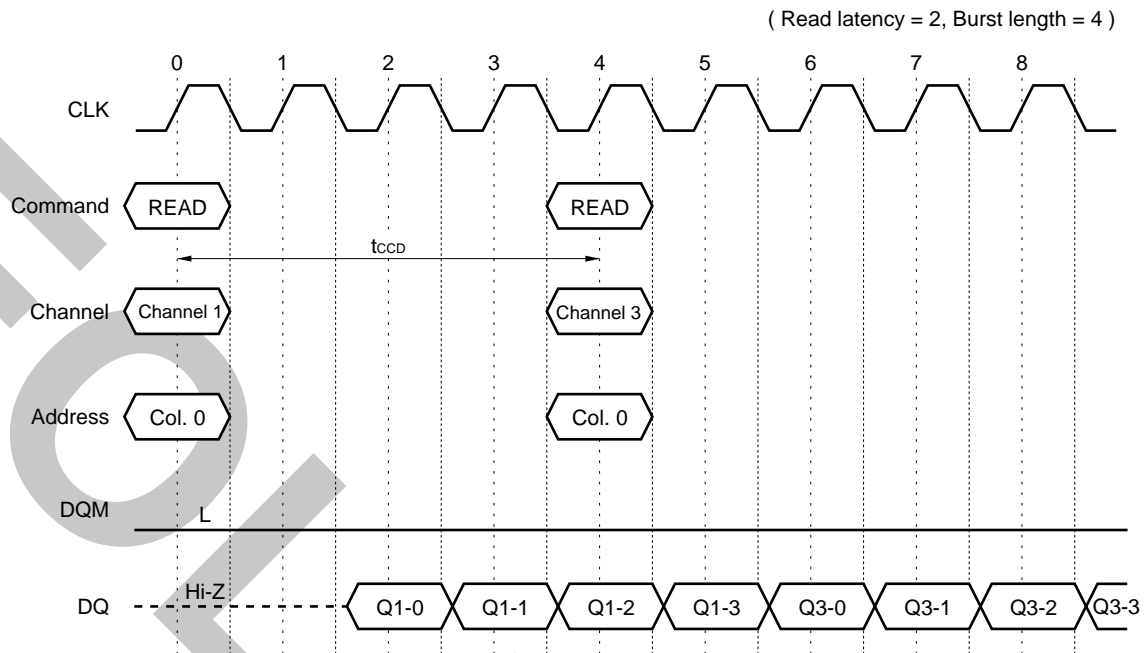 ( Read latency = 2, Burst length = 4 )
0 1 2 3 4 5 6 7 8
CLK
Command READ READ
tCCD
Channel Channel 1 Channel 3
Address Col. 0 Col. 0
DQM L
DQ Hi-Z Q1-0 Q1-1 Q1-2 Q1-3 Q3-0 Q3-1 Q3-2 Q3-3